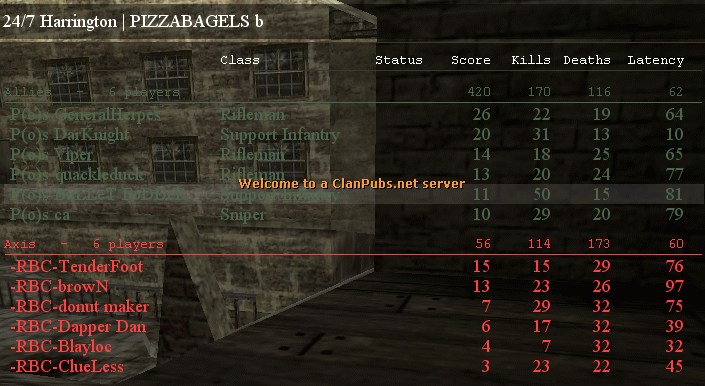 24/7 Harrington | PIZZABAGELS b
Class Status Score Kills Deaths Latency
Allies - 6 players 420 170 116 62
P(o)s GeneralHerpes Rifleman 26 22 19 64
P(o)s DarKnight Support Infantry 20 31 13 10
P(o)s Viper Rifleman 14 18 25 65
P(o)s quackleduck Rifleman 13 20 24 77
Welcome to a ClanPubs.net server
P(o)s Support Infantry 11 50 15 81
P(o)s ca Sniper 10 29 20 79
Axis - 6 players 56 114 173 60
-RBC-TenderFoot 15 15 29 76
-RBC-browN 13 23 26 97
-RBC-donut maker 7 29 32 75
-RBC-Dapper Dan 6 17 32 39
-RBC-Blayloc 4 7 32 32
-RBC-ClueLess 3 23 22 45